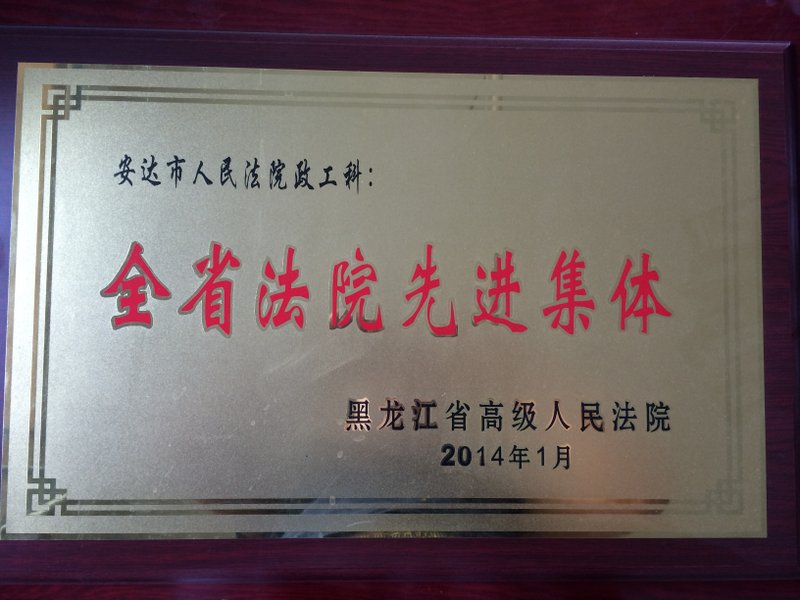 安达市人民法院政工科：
全省法院先进集体
黑龙江省高级人民法院
2014年1月